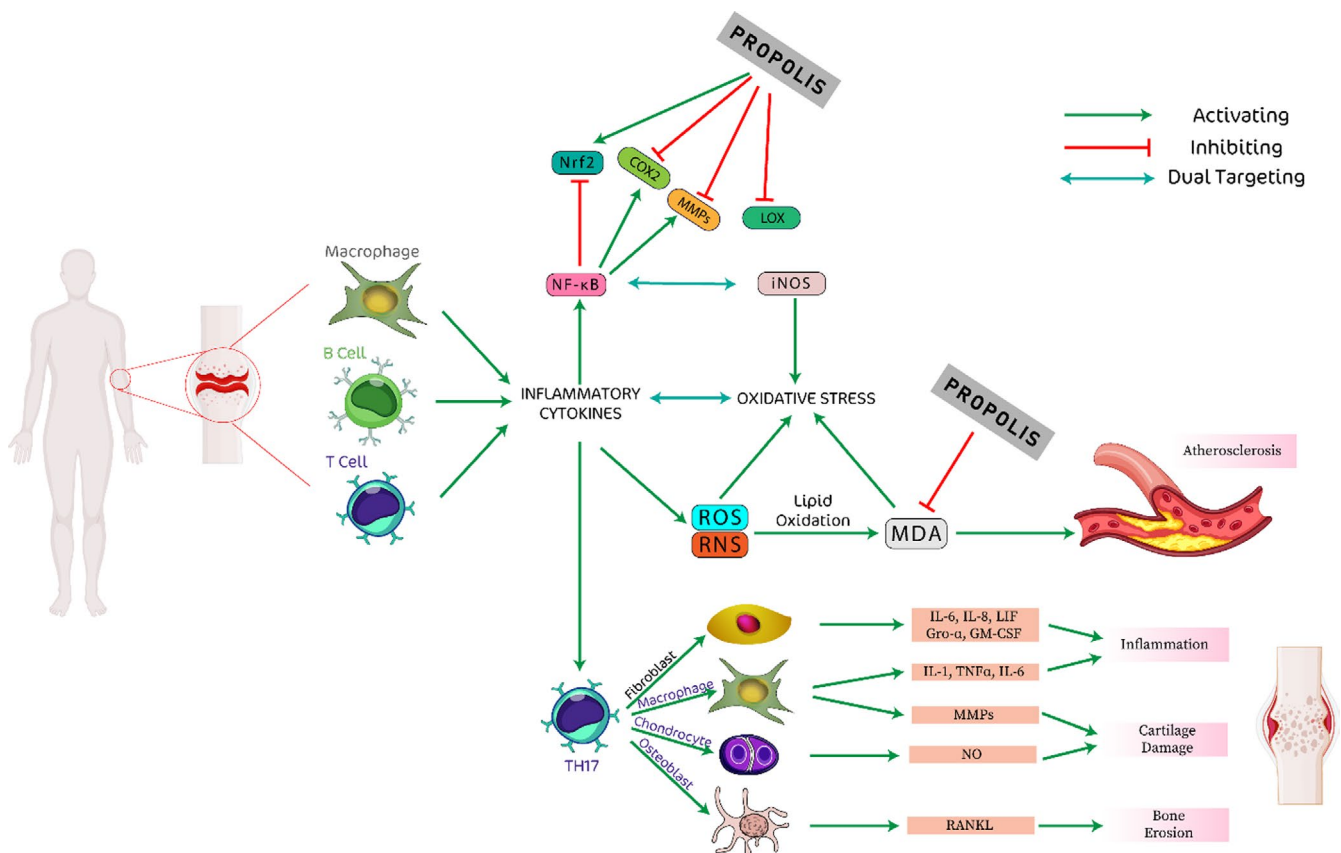 PROPOLIS
Activating
Inhibiting
Dual Targeting
Nrf2
COX2
MMPs
LOX
Macrophage
NF-κB
iNOS
B Cell
INFLAMMATORY
CYTOKINES
OXIDATIVE STRESS
PROPOLIS
T Cell
Atherosclerosis
ROS
RNS
Lipid
Oxidation
MDA
Fibroblast
Macrophage
Chondrocyte
Osteoblast
TH17
IL-6, IL-8, LIF
Gro-α, GM-CSF
IL-1, TNFα, IL-6
MMPs
NO
RANKL
Inflammation
Cartilage
Damage
Bone
Erosion